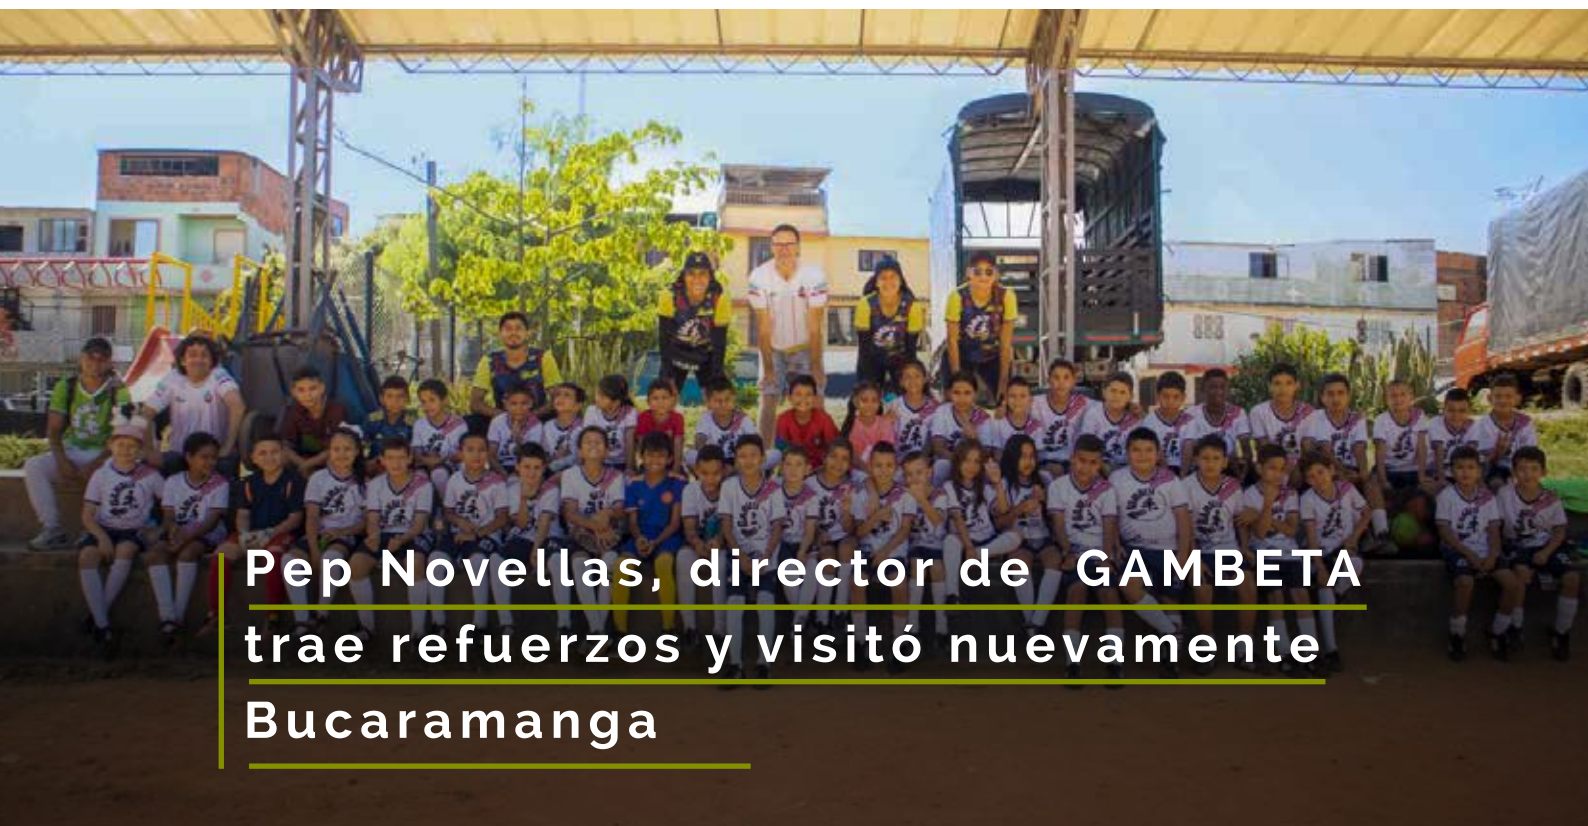 Pep Novellas, director de GAMBETA
trae refuerzos y visitó nuevamente
Bucaramanga